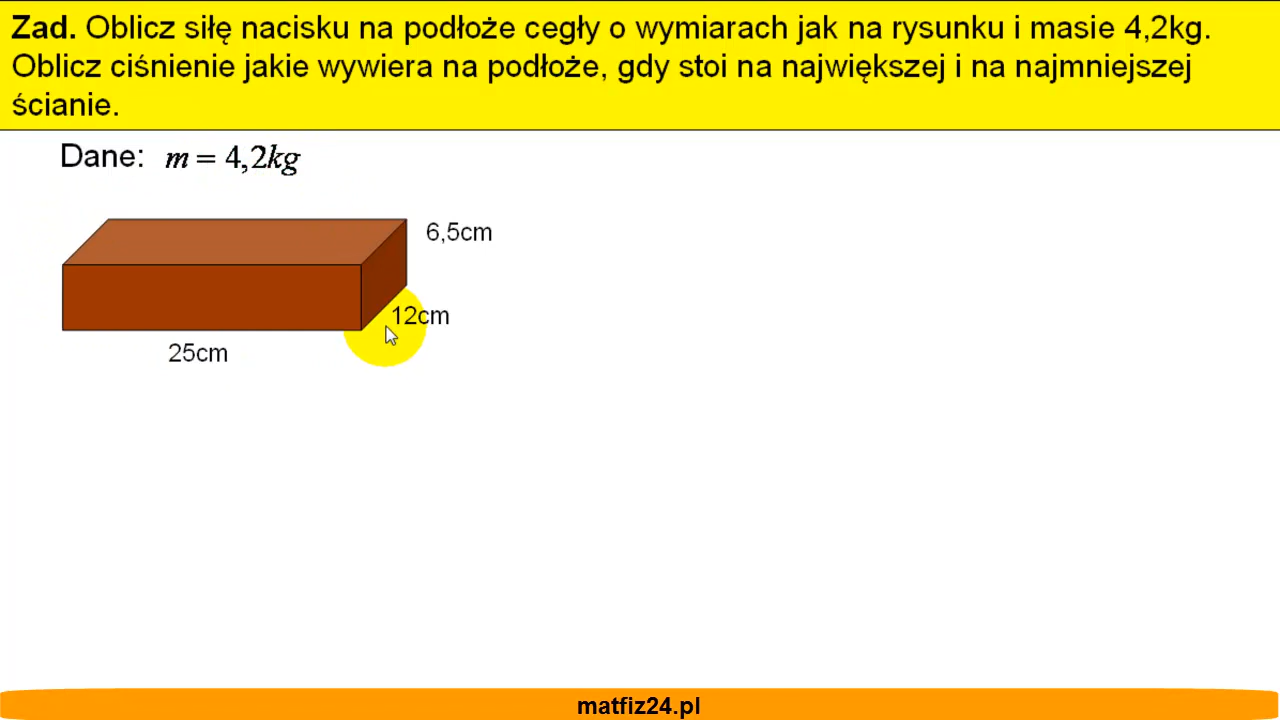 Zad. Oblicz siłę nacisku na podłoże cegły o wymiarach jak na rysunku i masie 4,2kg.
Oblicz ciśnienie jakie wywiera na podłoże, gdy stoi na największej i na najmniejszej
ścianie.
Dane: m = 4,2kg
6,5cm
12cm
25cm
matfiz24.pl